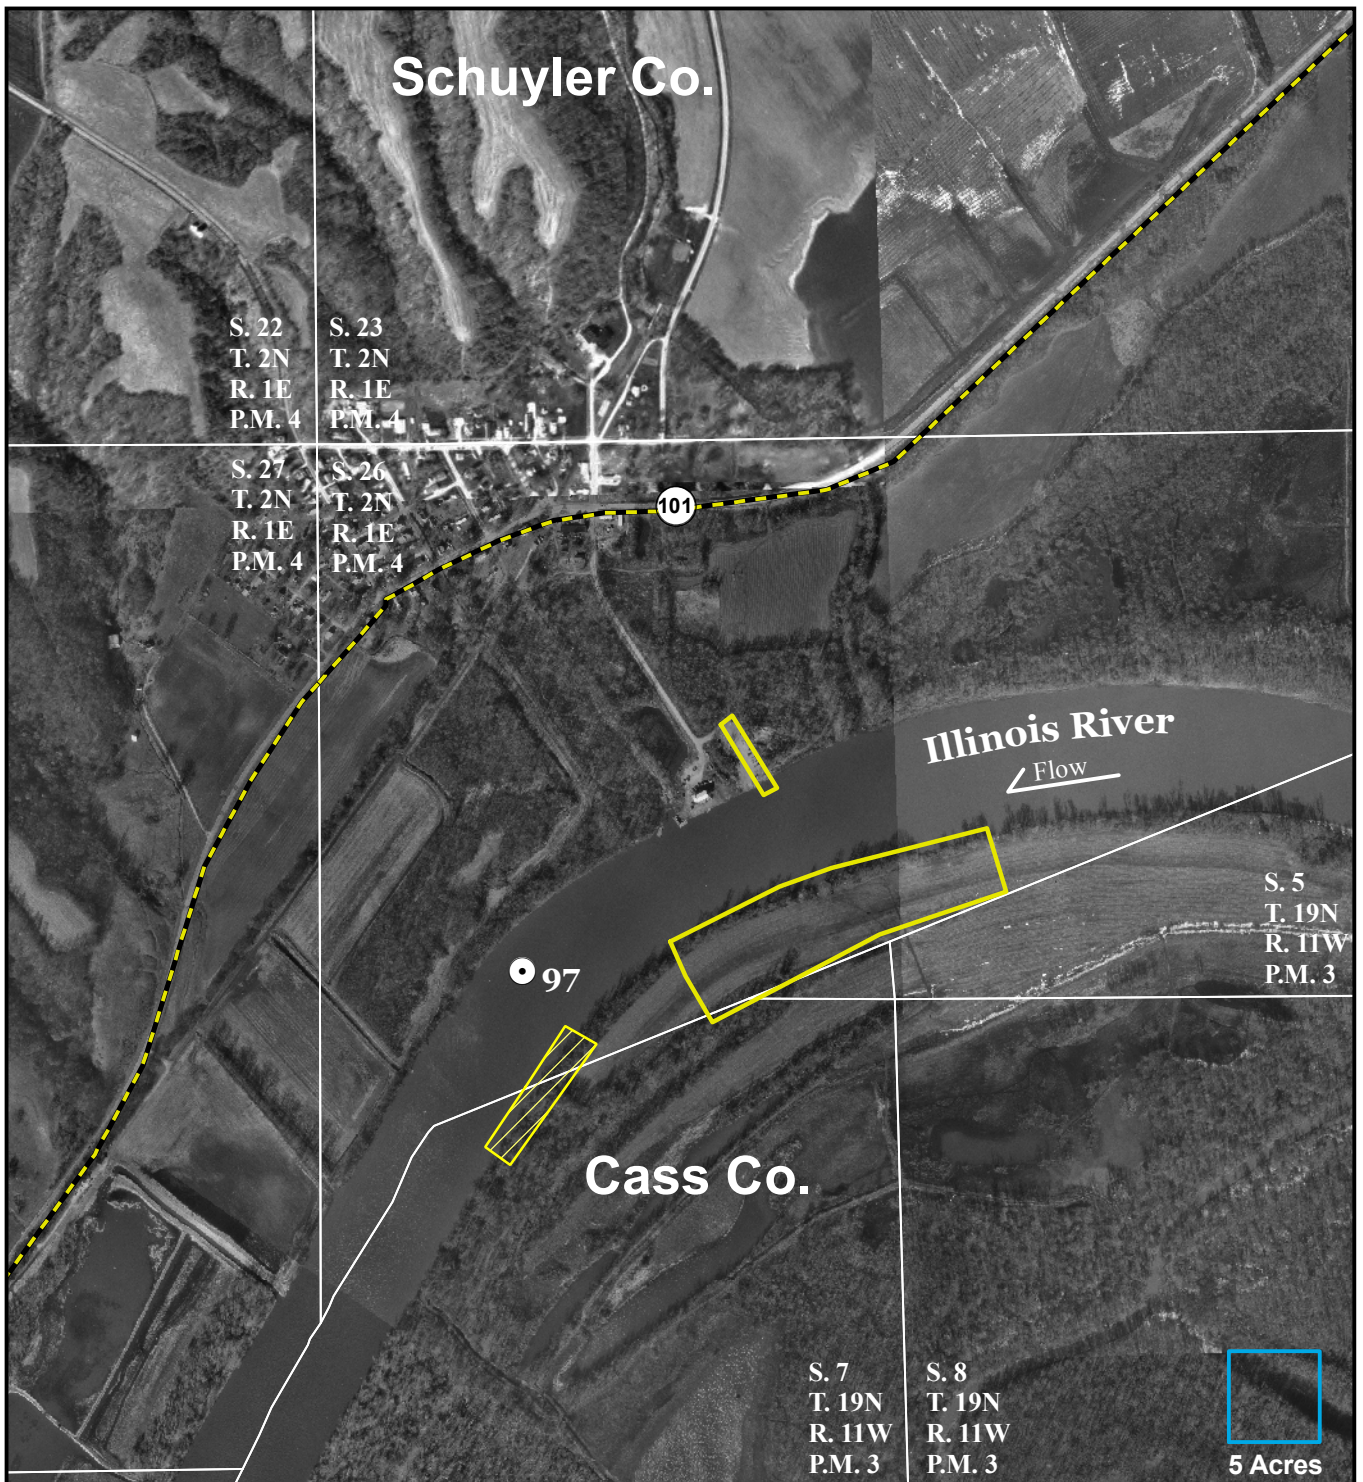 Schuyler Co.
S. 22
T. 2N
R. 1E
P.M. 4
S. 23
T. 2N
R. 1E
P.M. 4
S. 27
T. 2N
R. 1E
P.M. 4
S. 26
T. 2N
R. 1E
P.M. 4
101
Illinois River
Flow
S. 5
T. 19N
R. 11W
P.M. 3
97
Cass Co.
S. 7
T. 19N
R. 11W
P.M. 3
S. 8
T. 19N
R. 11W
P.M. 3
5 Acres